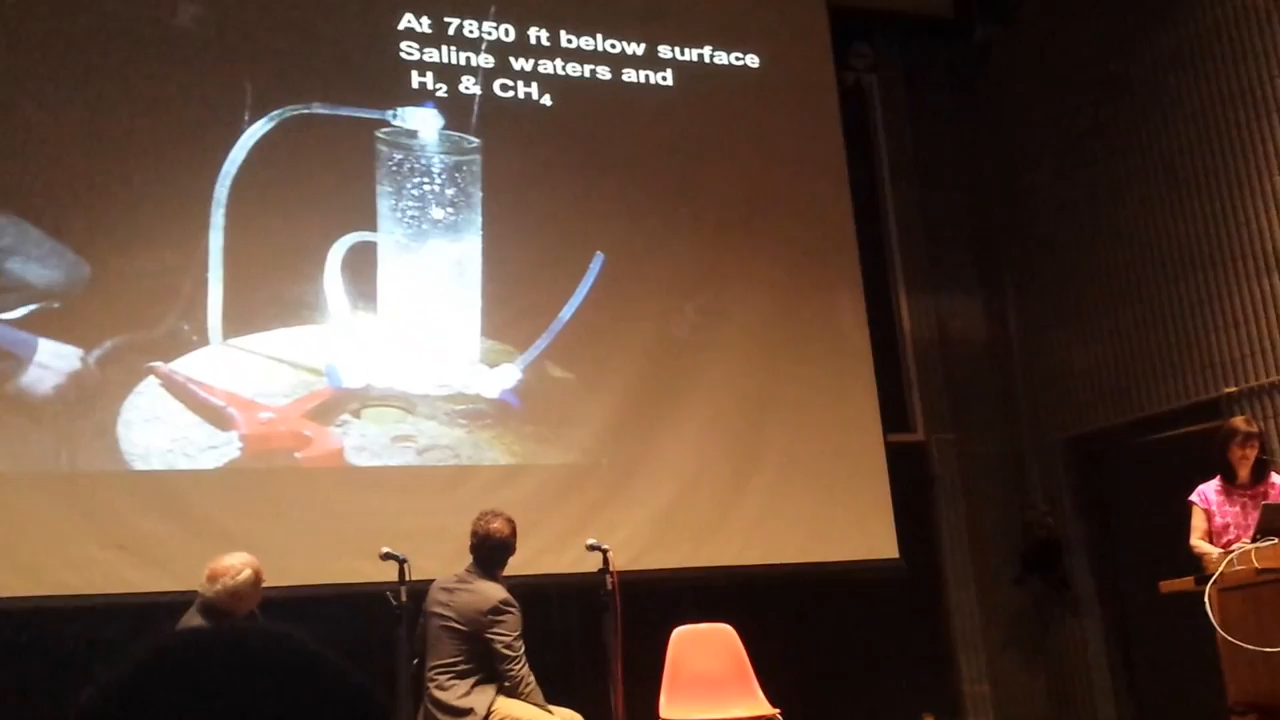 At 7850 ft below surface
Saline waters and
H₂ & CH₄